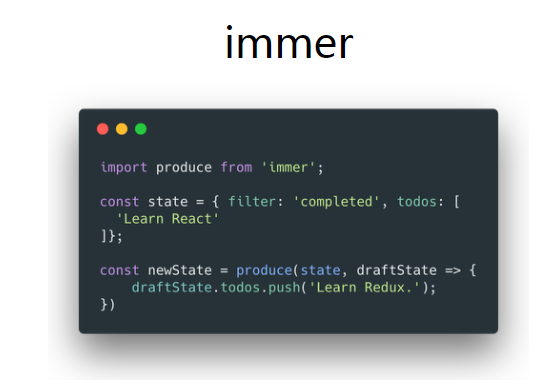 immer
import produce from 'immer';
const state = { filter: 'completed', todos: [
'Learn React'
]};
const newState = produce(state, draftState => {
draftState.todos.push('Learn Redux.');
})